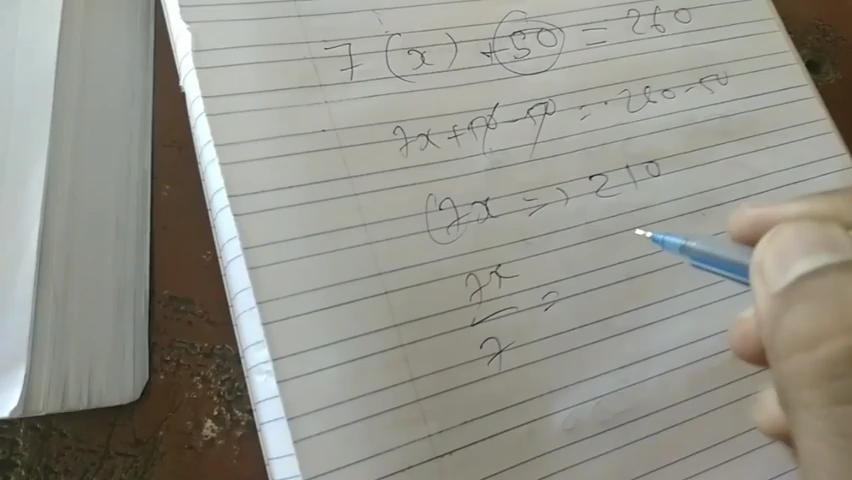 7 (x) + 50 = 260
7x + 50 - 50 = 260 - 50
(7x => 210
7x
/7 =